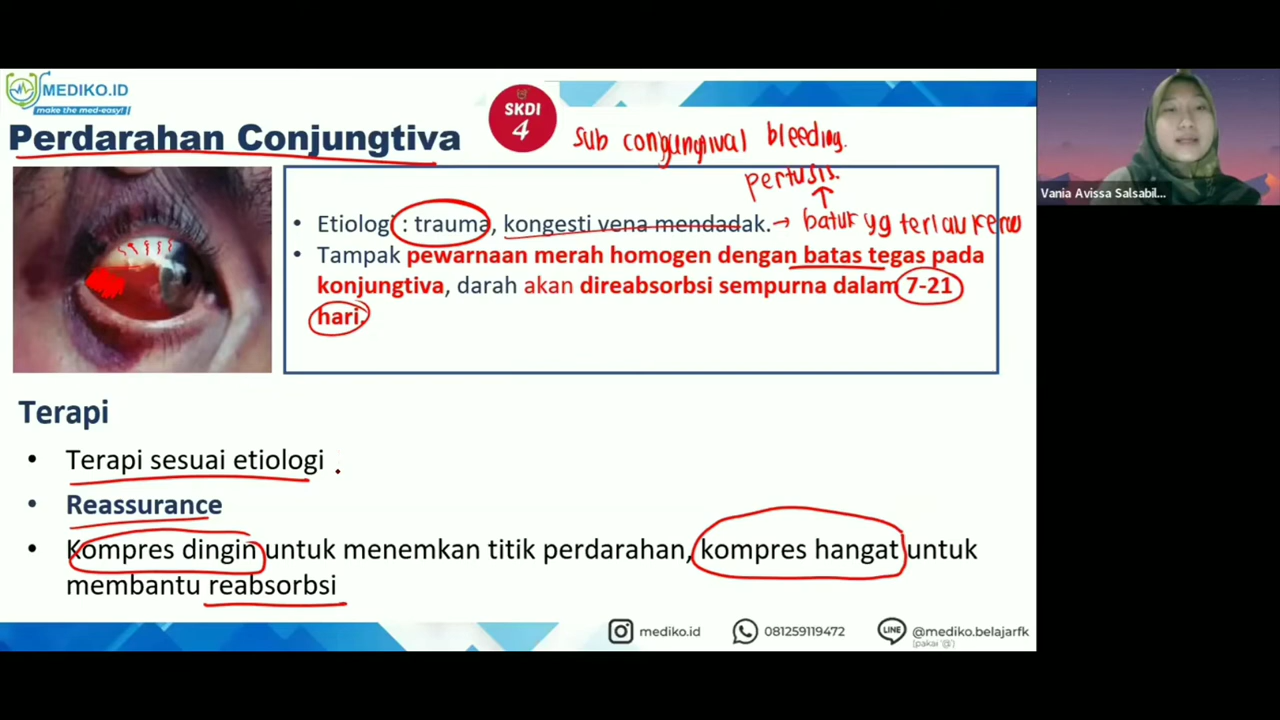 MEDIKO.ID
make the med-easy!
Perdarahan Conjungtiva
SKDI
4
sub conjungtival bleeding.
pertusis.
• Etiologi : trauma, kongesti vena mendadak. → batuk yg terlalu keras
• Tampak pewarnaan merah homogen dengan batas tegas pada
konjungtiva, darah akan direabsorbsi sempurna dalam 7-21
hari.
Vania Avissa Salsabil...
Terapi
• Terapi sesuai etiologi
• Reassurance
• Kompres dingin untuk menemkan titik perdarahan, kompres hangat untuk
membantu reabsorbsi
mediko.id
081259119472
LINE
@mediko.belajarfk
(pakai '@')